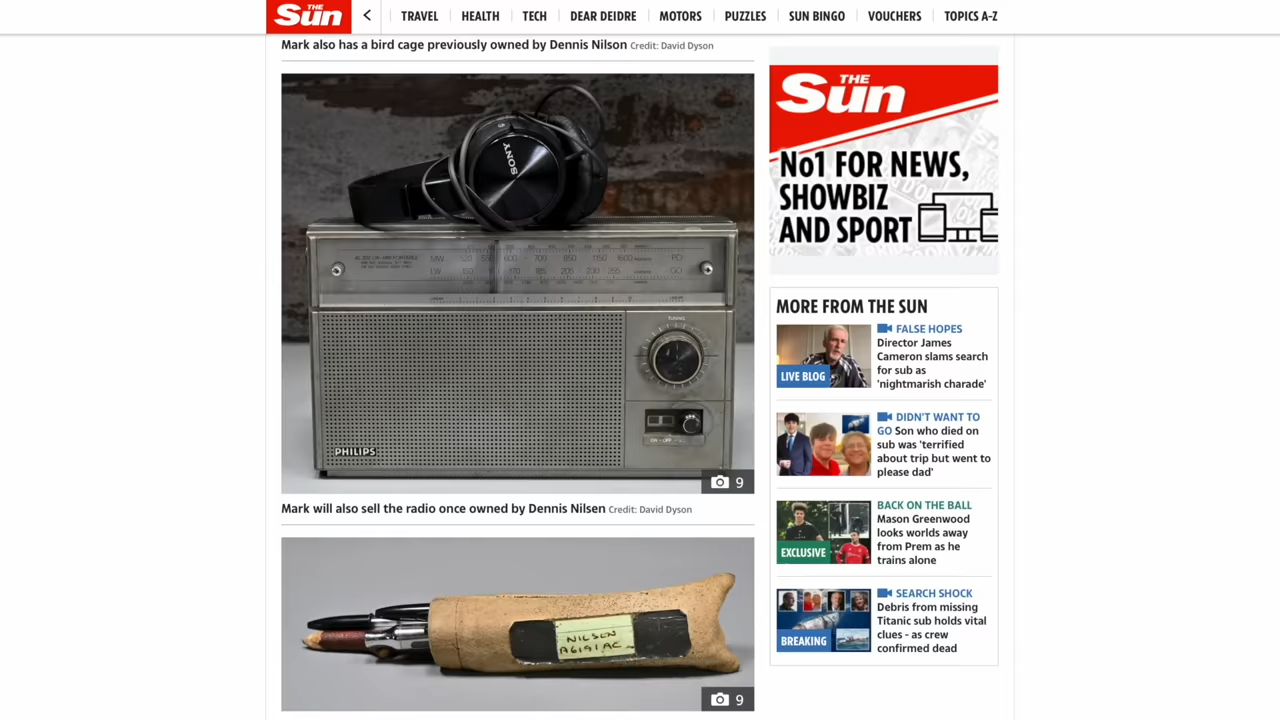 THE
Sun
TRAVEL
HEALTH
TECH
DEAR DEIDRE
MOTORS
PUZZLES
SUN BINGO
VOUCHERS
TOPICS A-Z
Mark also has a bird cage previously owned by Dennis Nilson Credit: David Dyson
SONY
MW
LW
TUNING
ON - OFF
PHILIPS
9
Mark will also sell the radio once owned by Dennis Nilsen Credit: David Dyson
NILSEN
A6191AC
9
THE
Sun
No1 FOR NEWS,
SHOWBIZ
AND SPORT
MORE FROM THE SUN
LIVE BLOG
FALSE HOPES
Director James
Cameron slams search
for sub as
'nightmarish charade'
DIDN'T WANT TO
GO Son who died on
sub was 'terrified
about trip but went to
please dad'
EXCLUSIVE
BACK ON THE BALL
Mason Greenwood
looks worlds away
from Prem as he
trains alone
BREAKING
SEARCH SHOCK
Debris from missing
Titanic sub holds vital
clues - as crew
confirmed dead